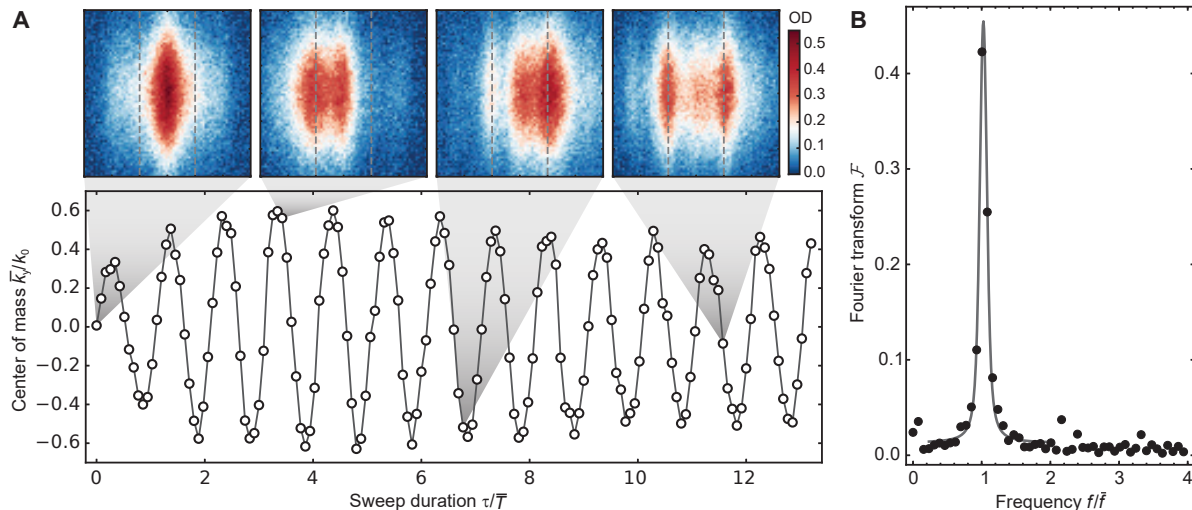 A
OD
0.5
0.4
0.3
0.2
0.1
0.0
Center of mass k̄y/k0
0.6
0.4
0.2
0.0
−0.2
−0.4
−0.6
0 2 4 6 8 10 12
Sweep duration τ/T̄
B
Fourier transform ℱ
0.4
0.3
0.2
0.1
0.0
0 1 2 3 4
Frequency f/f̄